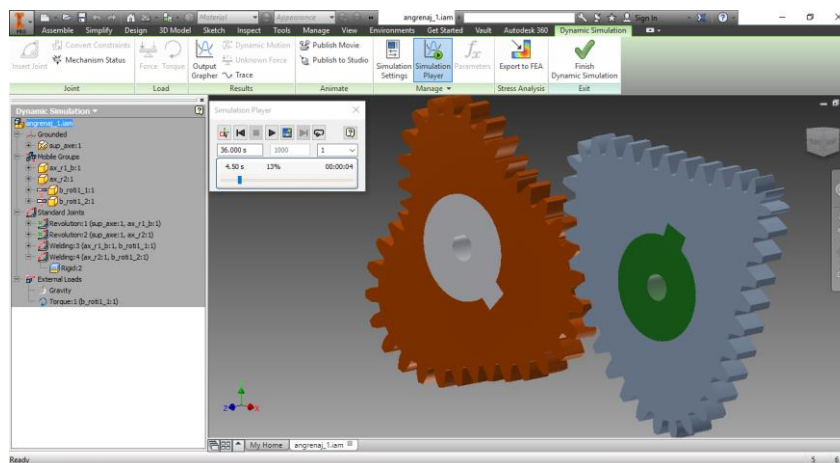 PRO
Material
Appearance
angrenaj_1.iam
Sign In
Assemble Simplify Design 3D Model Sketch Inspect Tools Manage View Environments Get Started Vault Autodesk 360 Dynamic Simulation
Insert Joint
Convert Constraints
Mechanism Status
Force Torque
Output Grapher
Dynamic Motion
Unknown Force
Trace
Publish Movie
Publish to Studio
Simulation Settings
Simulation Player
Parameters
Export to FEA
Finish
Dynamic Simulation
Joint Load Results Animate Manage Stress Analysis Exit
Dynamic Simulation
angrenaj_1.iam
Grounded
sup_axe:1
Mobile Groups
ax_r1_b:1
ax_r2:1
b_roti1_1:1
b_roti1_2:1
Standard Joints
Revolution:1 (sup_axe:1, ax_r1_b:1)
Revolution:2 (sup_axe:1, ax_r2:1)
Welding:3 (ax_r1_b:1, b_roti1_1:1)
Welding:4 (ax_r2:1, b_roti1_2:1)
Rigid:2
External Loads
Gravity
Torque:1 (b_roti1_1:1)
Simulation Player
36.000 s 1000 1
4.50 s 13% 00:00:04
Z X
My Home angrenaj_1.iam
Ready 5 6